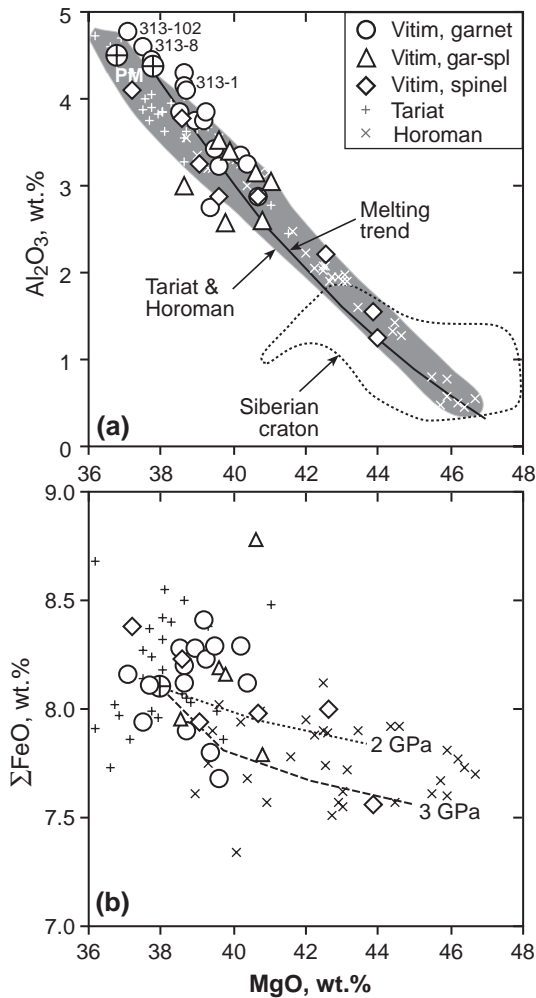 5
4
3
2
1
0
Al2O3, wt.%
313-102
313-8
PM
313-1
Vitim, garnet
Vitim, gar-spl
Vitim, spinel
Tariat
Horoman
Melting
trend
Tariat &
Horoman
Siberian
craton
(a)
36 38 40 42 44 46 48
9.0
8.5
8.0
7.5
7.0
ΣFeO, wt.%
2 GPa
3 GPa
(b)
36 38 40 42 44 46 48
MgO, wt.%